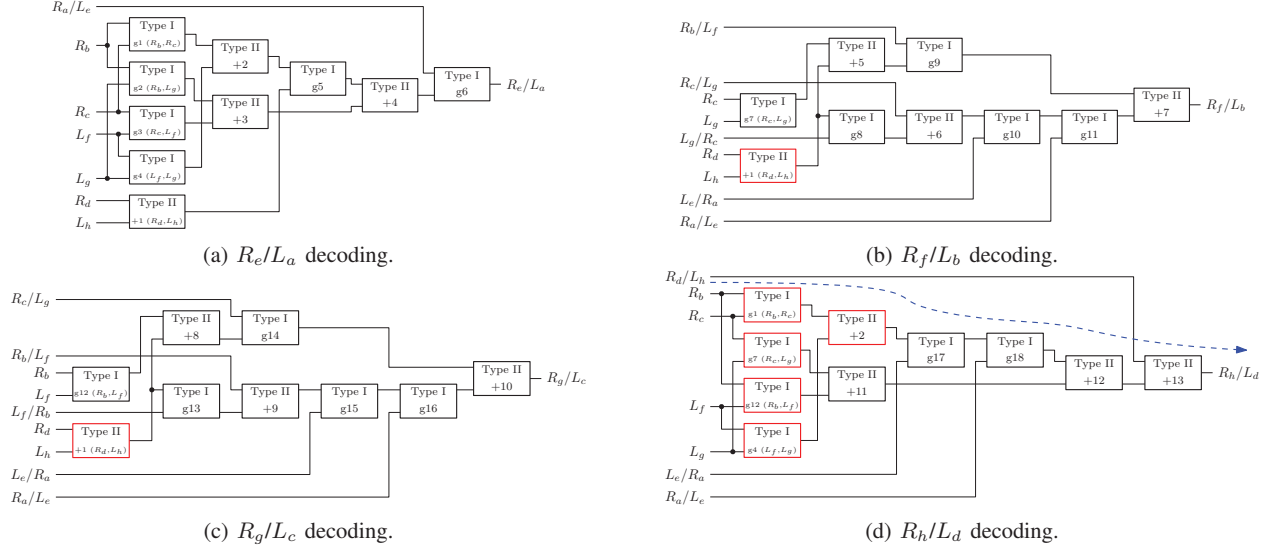 R_a/L_e
R_b
R_c
L_f
L_g
R_d
L_h
Type I
g1 (R_b,R_c)
Type I
g2 (R_b,L_g)
Type I
g3 (R_c,L_f)
Type I
g4 (L_f,L_g)
Type II
+1 (R_d,L_h)
Type II
+2
Type II
+3
Type I
g5
Type II
+4
Type I
g6
R_e/L_a
(a) R_e/L_a decoding.
R_b/L_f
R_c/L_g
R_c
L_g
L_g/R_c
R_d
L_h
L_e/R_a
R_a/L_e
Type I
g7 (R_c,L_g)
Type II
+1 (R_d,L_h)
Type II
+5
Type I
g9
Type I
g8
Type II
+6
Type I
g10
Type I
g11
Type II
+7
R_f/L_b
(b) R_f/L_b decoding.
R_c/L_g
R_b/L_f
R_b
L_f
L_f/R_b
R_d
L_h
L_e/R_a
R_a/L_e
Type I
g12 (R_b,L_f)
Type II
+1 (R_d,L_h)
Type II
+8
Type I
g14
Type I
g13
Type II
+9
Type I
g15
Type I
g16
Type II
+10
R_g/L_c
(c) R_g/L_c decoding.
R_d/L_h
R_b
R_c
L_f
L_g
L_e/R_a
R_a/L_e
Type I
g1 (R_b,R_c)
Type I
g7 (R_c,L_g)
Type I
g12 (R_b,L_f)
Type I
g4 (L_f,L_g)
Type II
+2
Type II
+11
Type I
g17
Type I
g18
Type II
+12
Type II
+13
R_h/L_d
(d) R_h/L_d decoding.